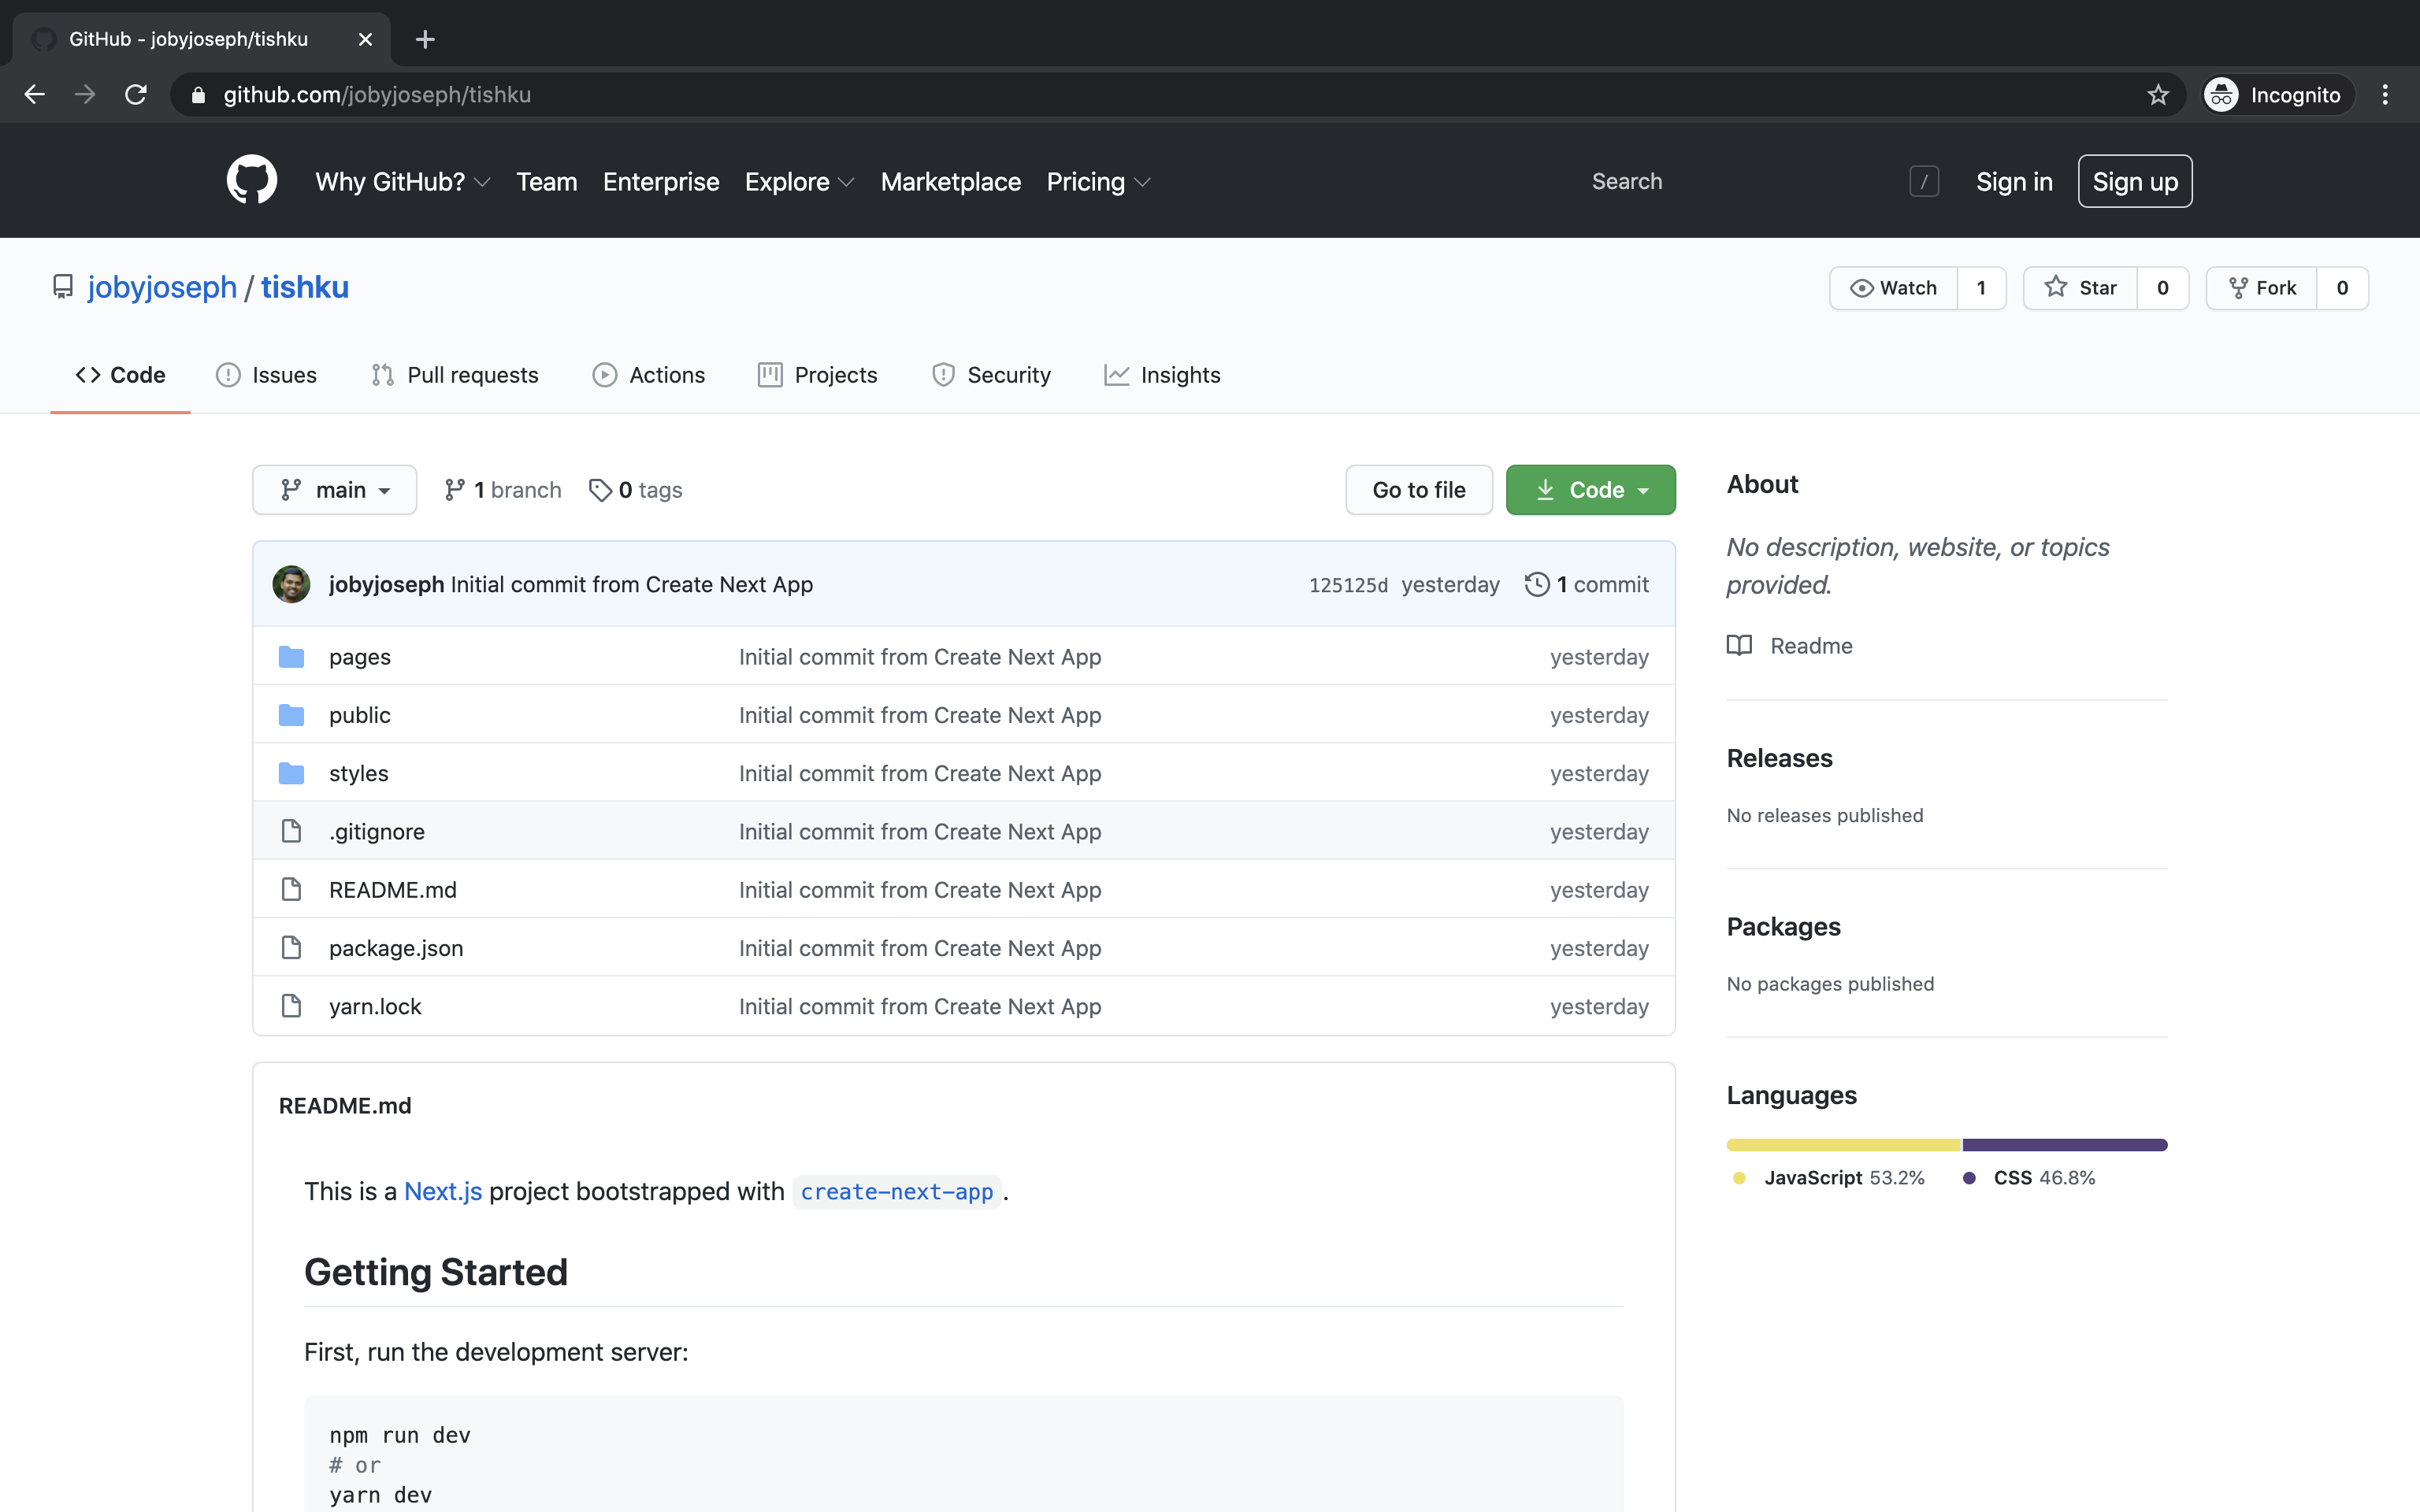 GitHub - jobyjoseph/tishku
github.com/jobyjoseph/tishku
Incognito
Why GitHub? Team Enterprise Explore Marketplace Pricing Search / Sign in Sign up
jobyjoseph / tishku
Watch 1 Star 0 Fork 0
Code Issues Pull requests Actions Projects Security Insights
main 1 branch 0 tags Go to file Code
jobyjoseph Initial commit from Create Next App 125125d yesterday 1 commit
pages Initial commit from Create Next App yesterday
public Initial commit from Create Next App yesterday
styles Initial commit from Create Next App yesterday
.gitignore Initial commit from Create Next App yesterday
README.md Initial commit from Create Next App yesterday
package.json Initial commit from Create Next App yesterday
yarn.lock Initial commit from Create Next App yesterday
README.md
This is a Next.js project bootstrapped with create-next-app.
Getting Started
First, run the development server:
npm run dev
# or
yarn dev
About
No description, website, or topics
provided.
Readme
Releases
No releases published
Packages
No packages published
Languages
JavaScript 53.2% CSS 46.8%